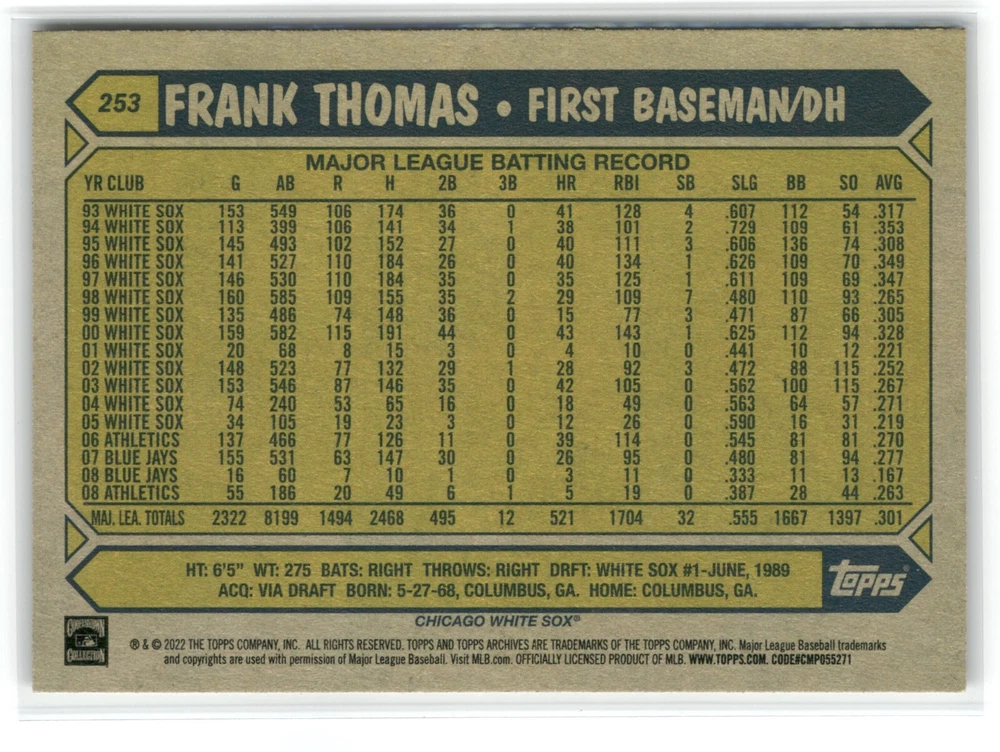 253 FRANK THOMAS • FIRST BASEMAN/DH
MAJOR LEAGUE BATTING RECORD
YR CLUB G AB R H 2B 3B HR RBI SB SLG BB SO AVG
93 WHITE SOX 153 549 106 174 36 0 41 128 4 .607 112 54 .317
94 WHITE SOX 113 399 106 141 34 1 38 101 2 .729 109 61 .353
95 WHITE SOX 145 493 102 152 27 0 40 111 3 .606 136 74 .308
96 WHITE SOX 141 527 110 184 26 0 40 134 1 .626 109 70 .349
97 WHITE SOX 146 530 110 184 35 0 35 125 1 .611 109 69 .347
98 WHITE SOX 160 585 109 155 35 2 29 109 7 .480 110 93 .265
99 WHITE SOX 135 486 74 148 36 0 15 77 3 .471 87 66 .305
00 WHITE SOX 159 582 115 191 44 0 43 143 1 .625 112 94 .328
01 WHITE SOX 20 68 8 15 3 0 4 10 0 .441 10 12 .221
02 WHITE SOX 148 523 77 132 29 1 28 92 3 .472 88 115 .252
03 WHITE SOX 153 546 87 146 35 0 42 105 0 .562 100 115 .267
04 WHITE SOX 74 240 53 65 16 0 18 49 0 .563 64 57 .271
05 WHITE SOX 34 105 19 23 3 0 12 26 0 .590 16 31 .219
06 ATHLETICS 137 466 77 126 11 0 39 114 0 .545 81 81 .270
07 BLUE JAYS 155 531 63 147 30 0 26 95 0 .480 81 94 .277
08 BLUE JAYS 16 60 7 10 1 0 3 11 0 .333 11 13 .167
08 ATHLETICS 55 186 20 49 6 1 5 19 0 .387 28 44 .263
MAJ. LEA. TOTALS 2322 8199 1494 2468 495 12 521 1704 32 .555 1667 1397 .301
HT: 6'5" WT: 275 BATS: RIGHT THROWS: RIGHT DRFT: WHITE SOX #1-JUNE, 1989
ACQ: VIA DRAFT BORN: 5-27-68, COLUMBUS, GA. HOME: COLUMBUS, GA.
topps®
CHICAGO WHITE SOX®
COOPERSTOWN COLLECTION
® & © 2022 THE TOPPS COMPANY, INC. ALL RIGHTS RESERVED. TOPPS AND TOPPS ARCHIVES ARE TRADEMARKS OF THE TOPPS COMPANY, INC. Major League Baseball trademarks
and copyrights are used with permission of Major League Baseball. Visit MLB.com. OFFICIALLY LICENSED PRODUCT OF MLB. WWW.TOPPS.COM. CODE#CMP055271